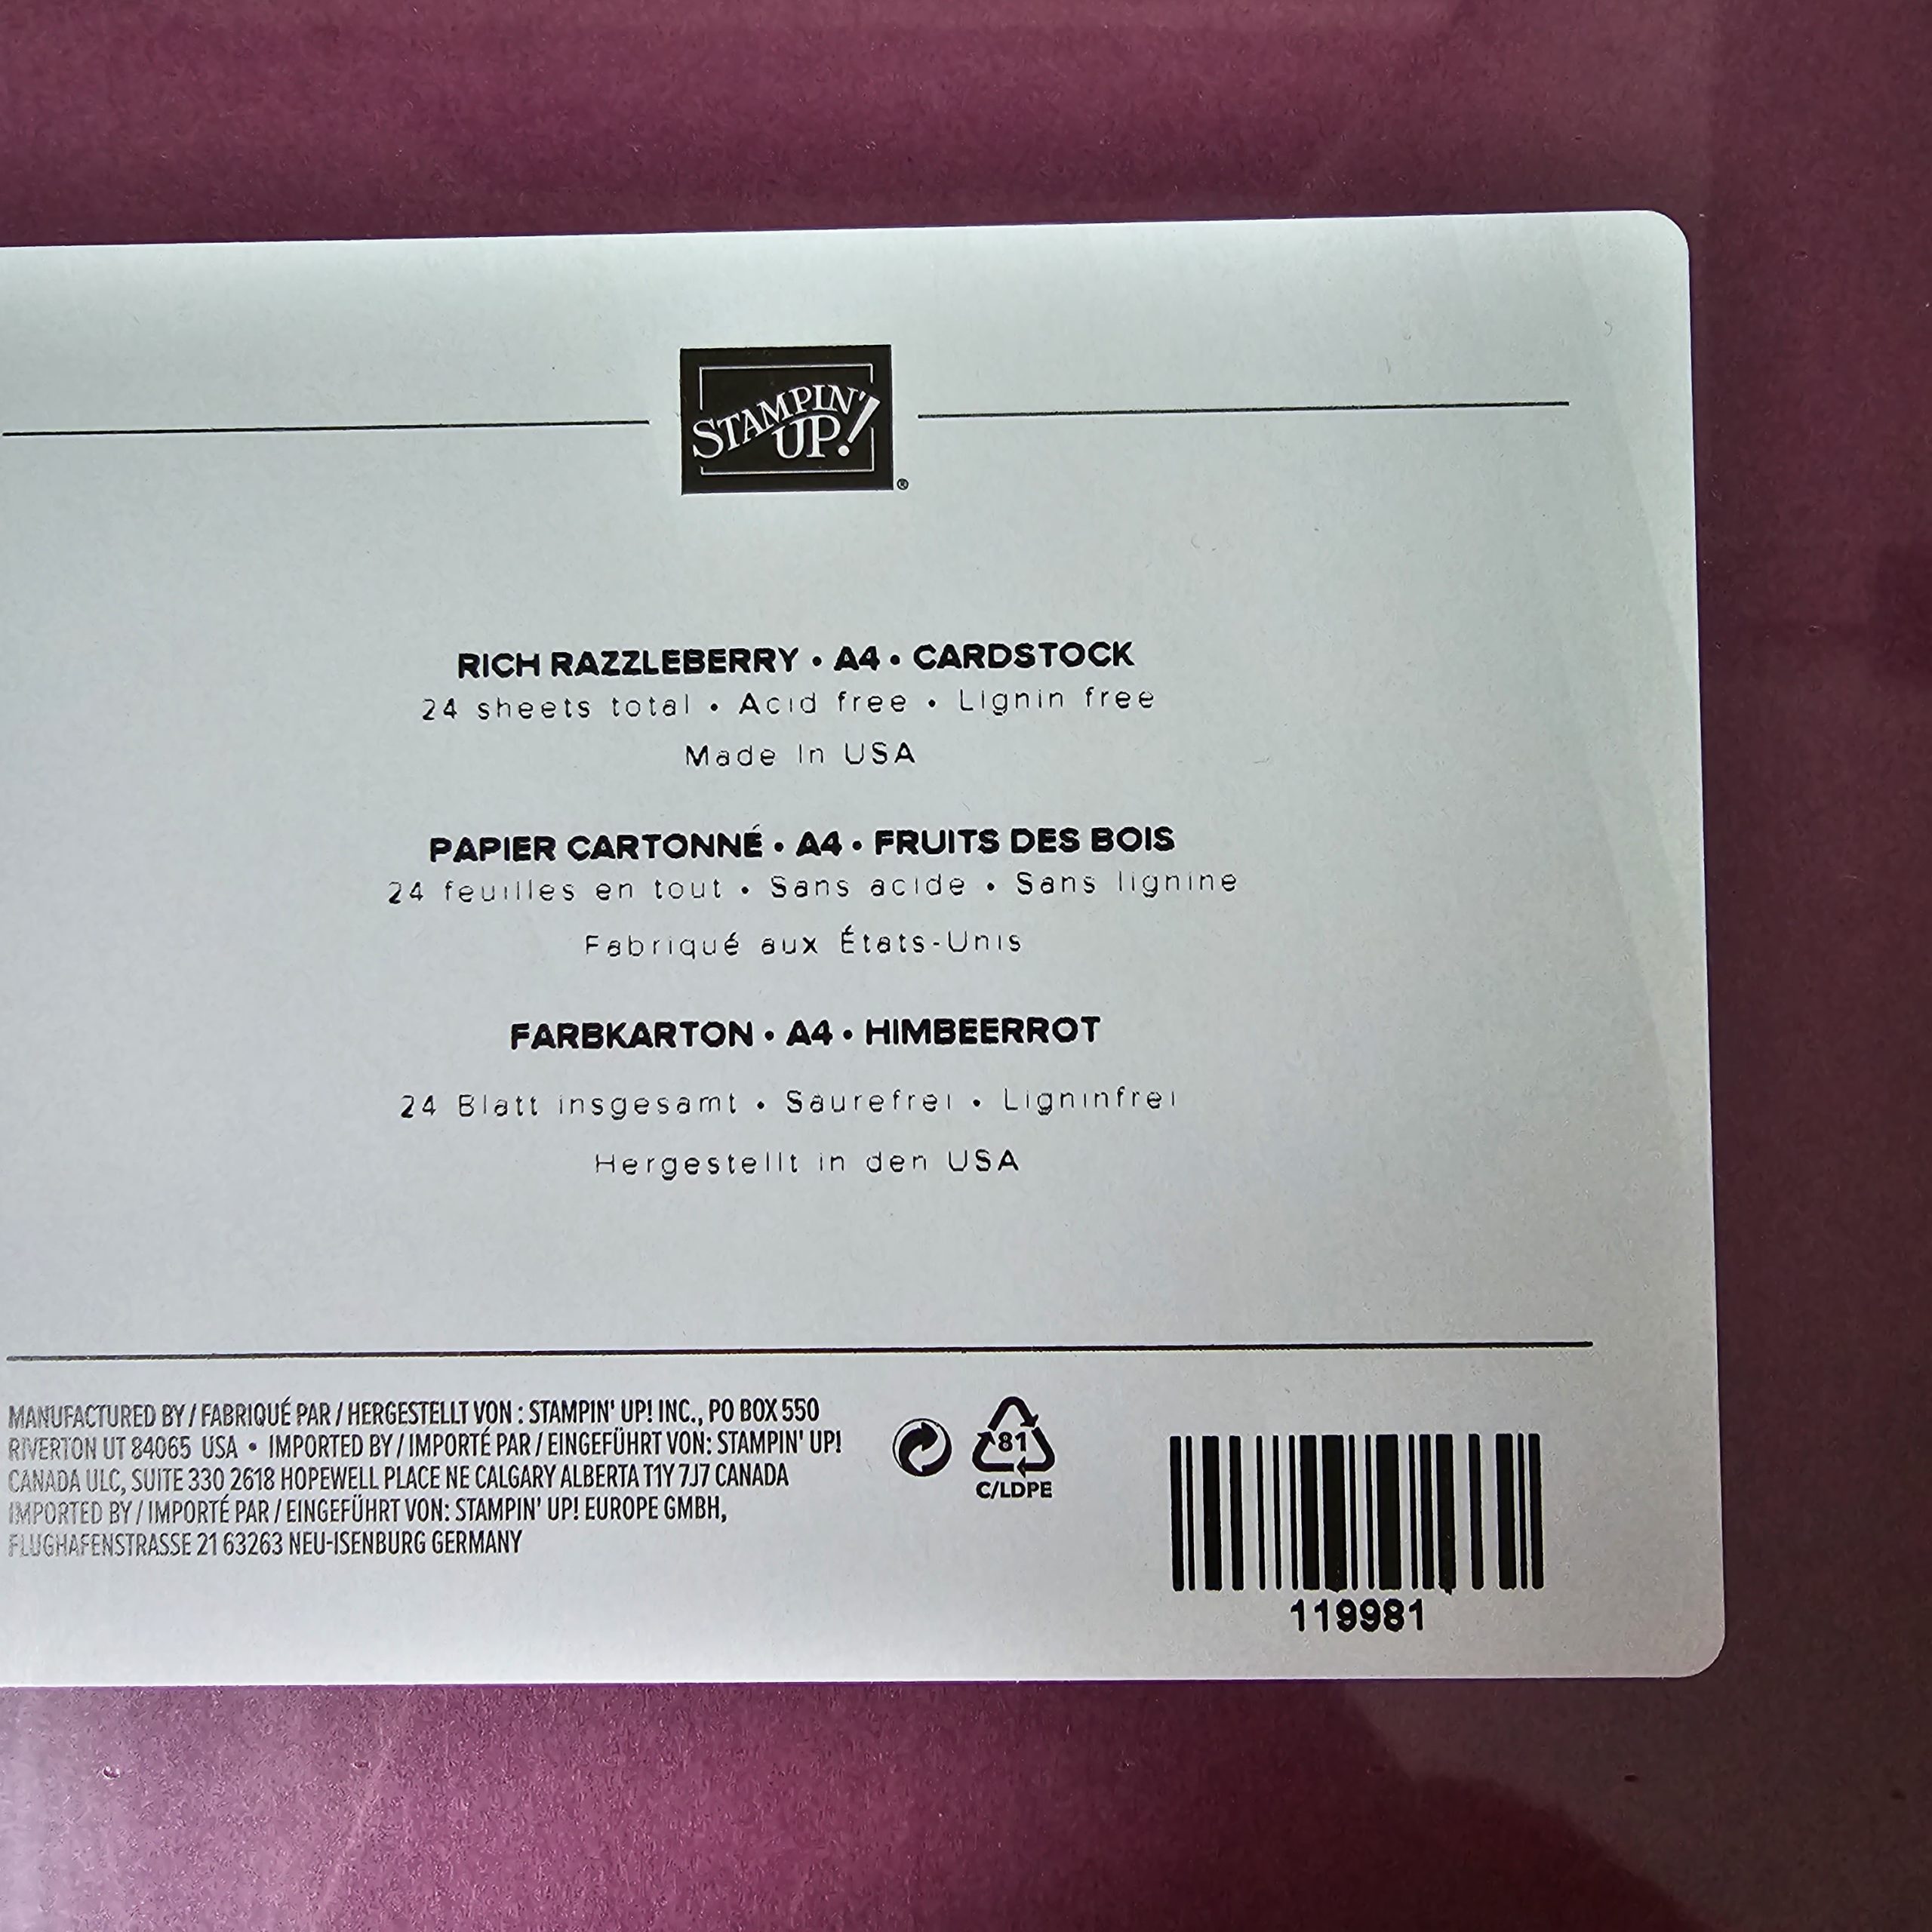 STAMPIN' UP!®
RICH RAZZLEBERRY • A4 • CARDSTOCK
24 sheets total • Acid free • Lignin free
Made In USA
PAPIER CARTONNÉ • A4 • FRUITS DES BOIS
24 feuilles en tout • Sans acide • Sans lignine
Fabriqué aux États-Unis
FARBKARTON • A4 • HIMBEERROT
24 Blatt insgesamt • Säurefrei • Ligninfrei
Hergestellt in den USA
MANUFACTURED BY / FABRIQUÉ PAR / HERGESTELLT VON : STAMPIN' UP! INC., PO BOX 550
RIVERTON UT 84065 USA • IMPORTED BY / IMPORTÉ PAR / EINGEFÜHRT VON: STAMPIN' UP!
CANADA ULC, SUITE 330 2618 HOPEWELL PLACE NE CALGARY ALBERTA T1Y 7J7 CANADA
IMPORTED BY / IMPORTÉ PAR / EINGEFÜHRT VON: STAMPIN' UP! EUROPE GMBH,
FLUGHAFENSTRASSE 21 63263 NEU-ISENBURG GERMANY
81
C/LDPE
119981